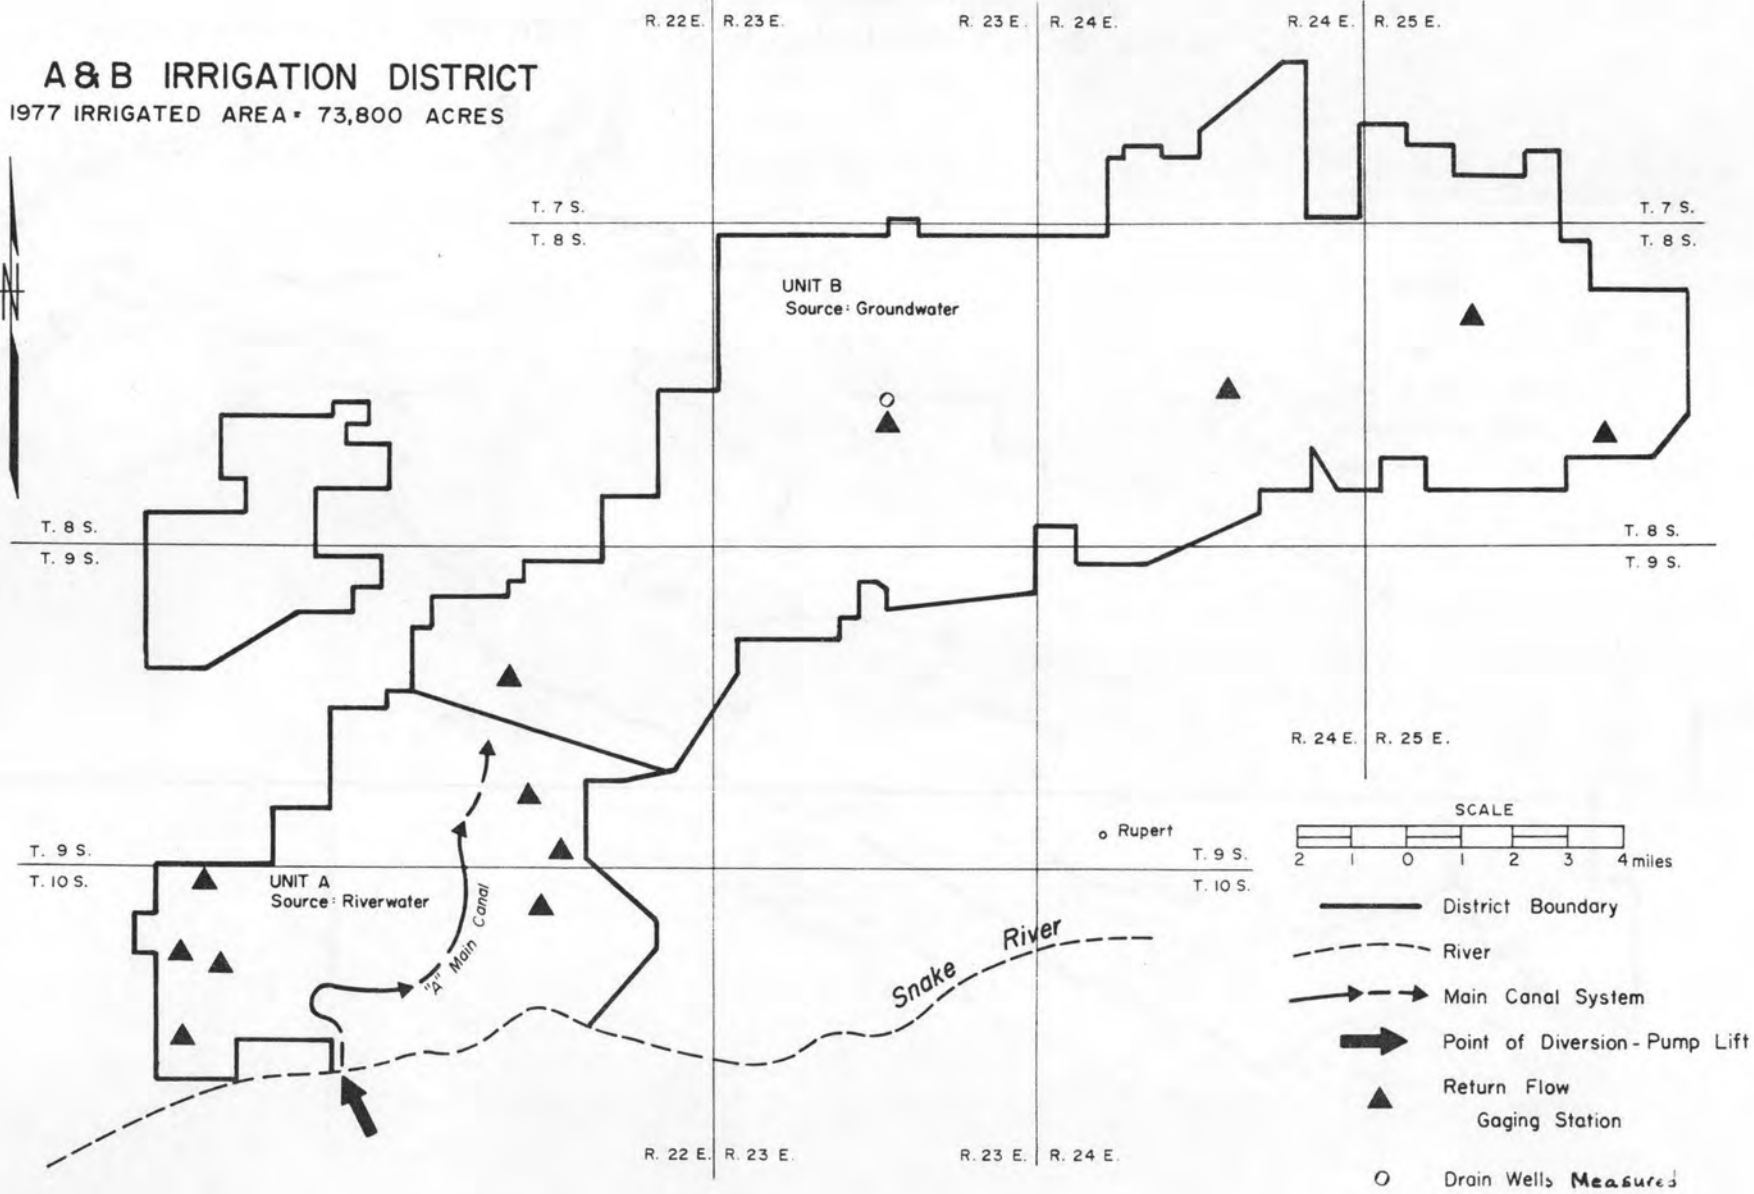 R. 22 E. R. 23 E.
R. 23 E. R. 24 E.
R. 24 E. R. 25 E.
A & B IRRIGATION DISTRICT
1977 IRRIGATED AREA = 73,800 ACRES
N
T. 7 S.
T. 8 S.
T. 7 S.
T. 8 S.
UNIT B
Source: Groundwater
T. 8 S.
T. 9 S.
T. 8 S.
T. 9 S.
R. 24 E. R. 25 E.
SCALE
2 1 0 1 2 3 4 miles
Rupert
T. 9 S.
T. 10 S.
T. 9 S.
T. 10 S.
UNIT A
Source: Riverwater
"A" Main Canal
Snake River
District Boundary
River
Main Canal System
Point of Diversion - Pump Lift
Return Flow
Gaging Station
Drain Wells Measured
R. 22 E. R. 23 E.
R. 23 E. R. 24 E.